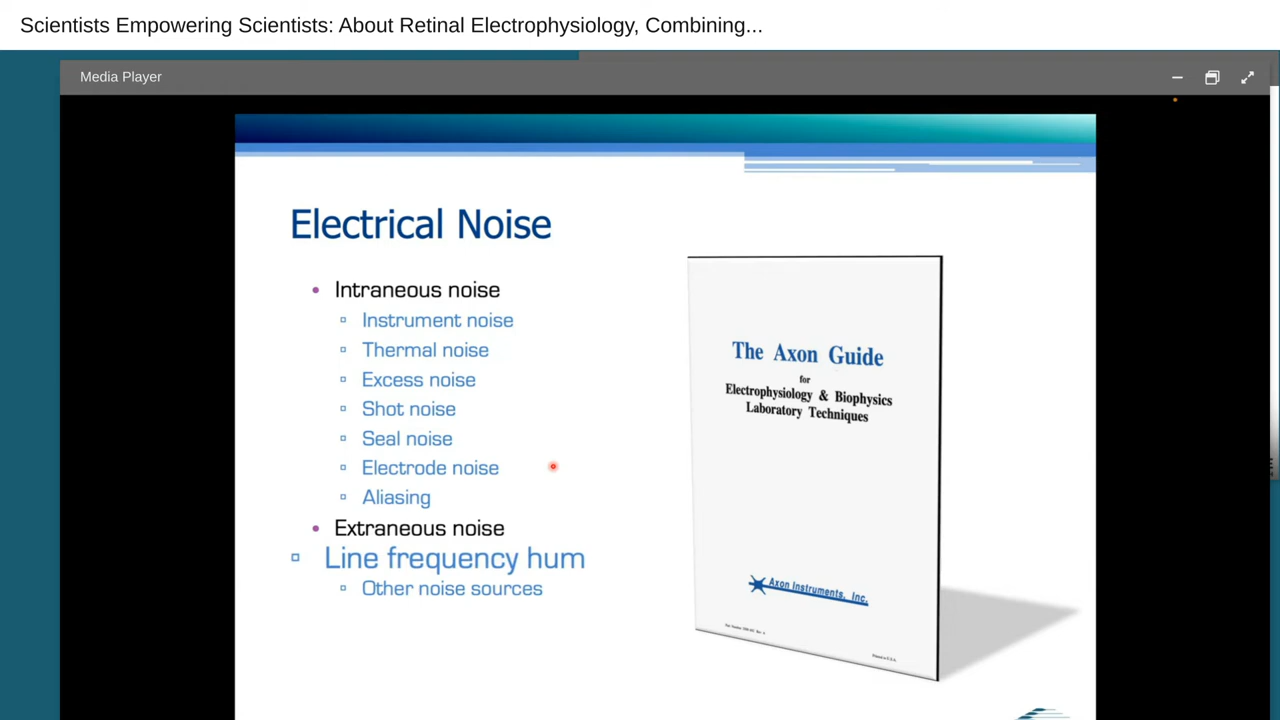 Scientists Empowering Scientists: About Retinal Electrophysiology, Combining...
Media Player
Electrical Noise
Intraneous noise
Instrument noise
Thermal noise
Excess noise
Shot noise
Seal noise
Electrode noise
Aliasing
Extraneous noise
Line frequency hum
Other noise sources
The Axon Guide
for
Electrophysiology & Biophysics
Laboratory Techniques
Axon Instruments, Inc.
Printed in U.S.A.